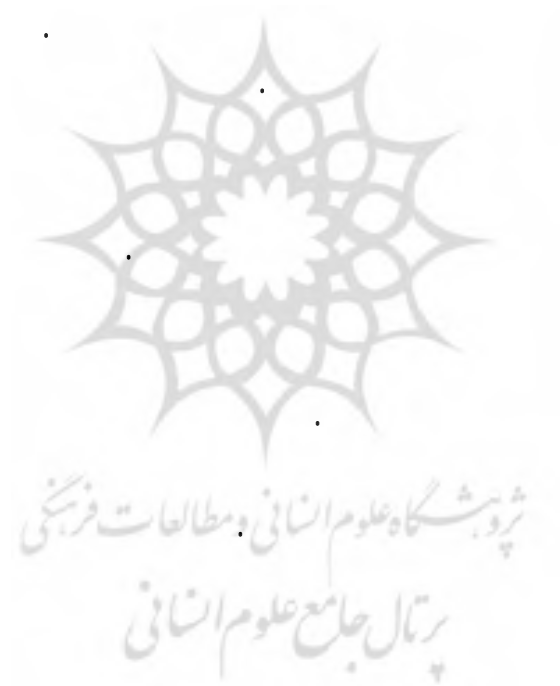 پژوهشگاه علوم انسانی و مطالعات فرهنگی
پرتال جامع علوم انسانی